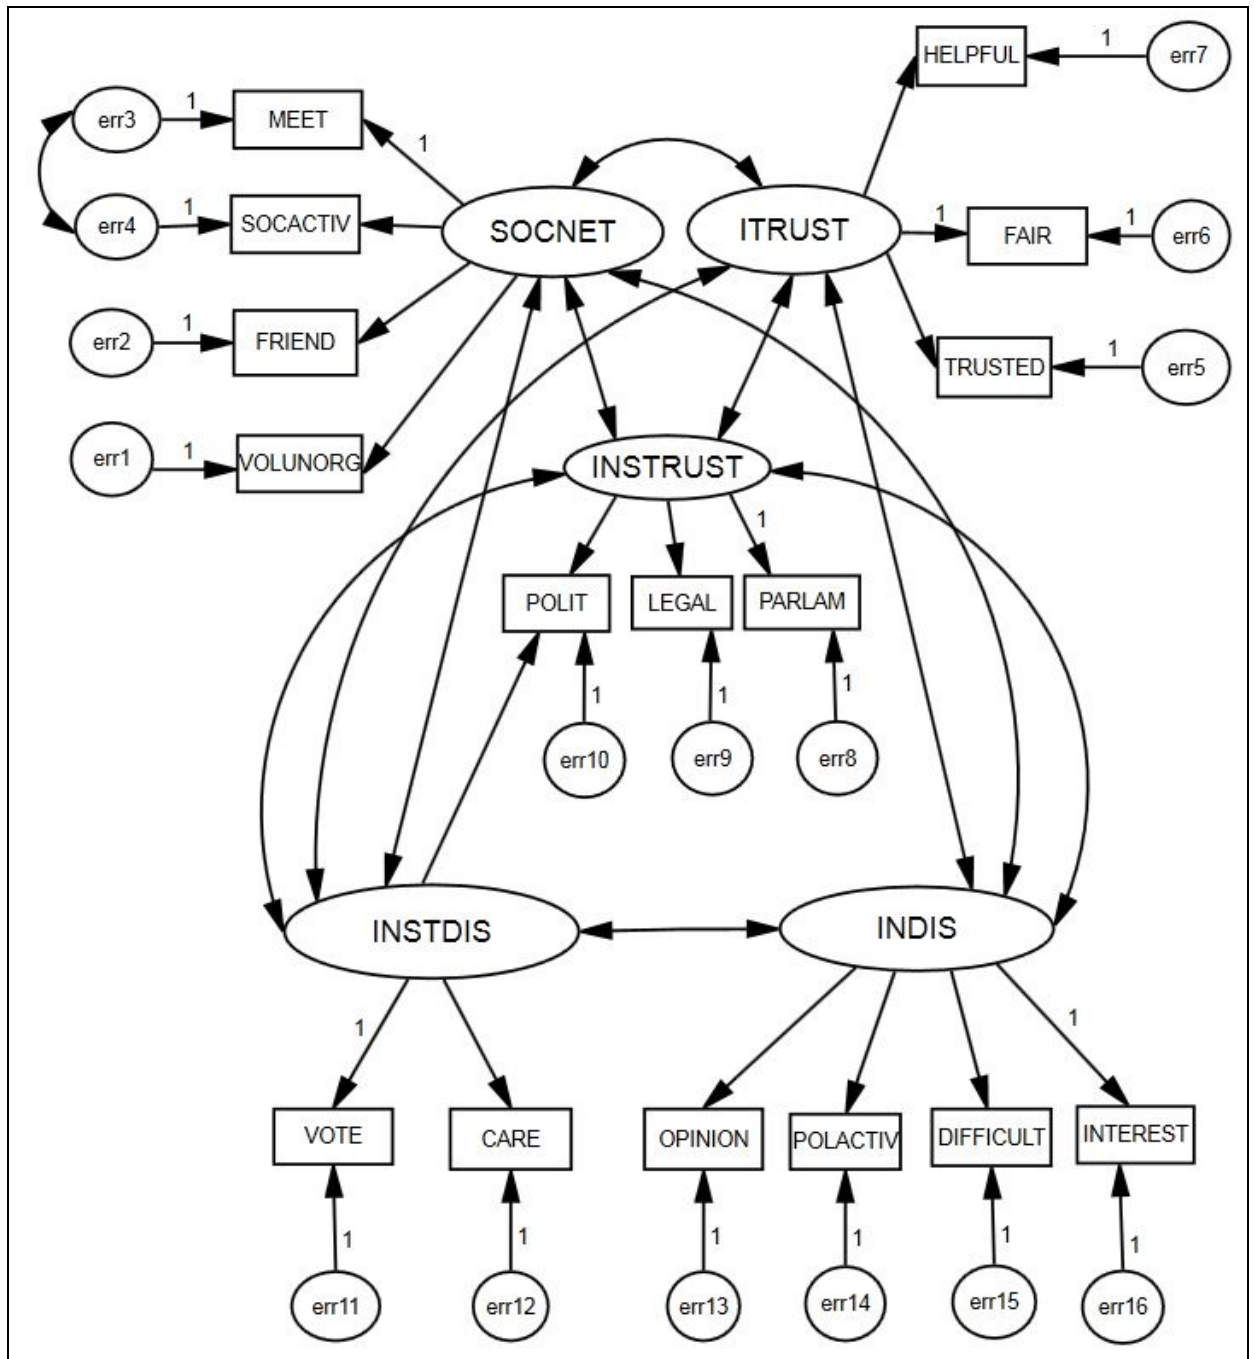 HELPFUL
1
err7
err3
1
MEET
1
err4
1
SOCACTIV
SOCNET
ITRUST
1
FAIR
1
err6
err2
1
FRIEND
TRUSTED
1
err5
err1
1
VOLUNORG
INSTRUST
1
POLIT
LEGAL
PARLAM
1
1
1
err10
err9
err8
INSTDIS
INDIS
1
1
VOTE
CARE
OPINION
POLACTIV
DIFFICULT
INTEREST
1
1
1
1
1
1
err11
err12
err13
err14
err15
err16